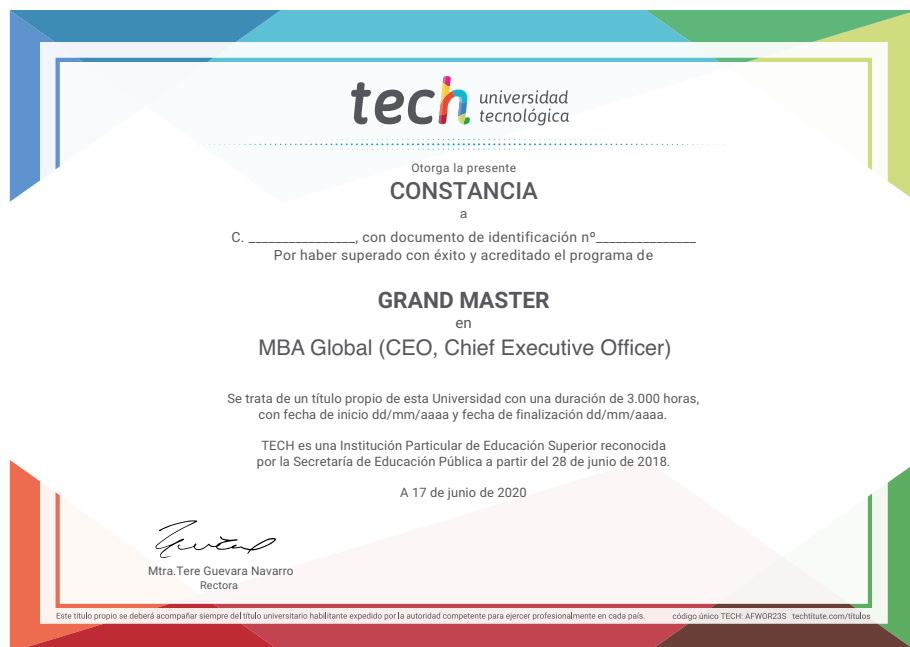 tech universidad
tecnológica
Otorga la presente
CONSTANCIA
a
C. ________________, con documento de identificación nº_______________
Por haber superado con éxito y acreditado el programa de
GRAND MASTER
en
MBA Global (CEO, Chief Executive Officer)
Se trata de un título propio de esta Universidad con una duración de 3.000 horas,
con fecha de inicio dd/mm/aaaa y fecha de finalización dd/mm/aaaa.
TECH es una Institución Particular de Educación Superior reconocida
por la Secretaría de Educación Pública a partir del 28 de junio de 2018.
A 17 de junio de 2020
Mtra.Tere Guevara Navarro
Rectora
Este título propio se deberá acompañar siempre del título universitario habilitante expedido por la autoridad competente para ejercer profesionalmente en cada país. código único TECH: AFWOR23S techtitute.com/titulos